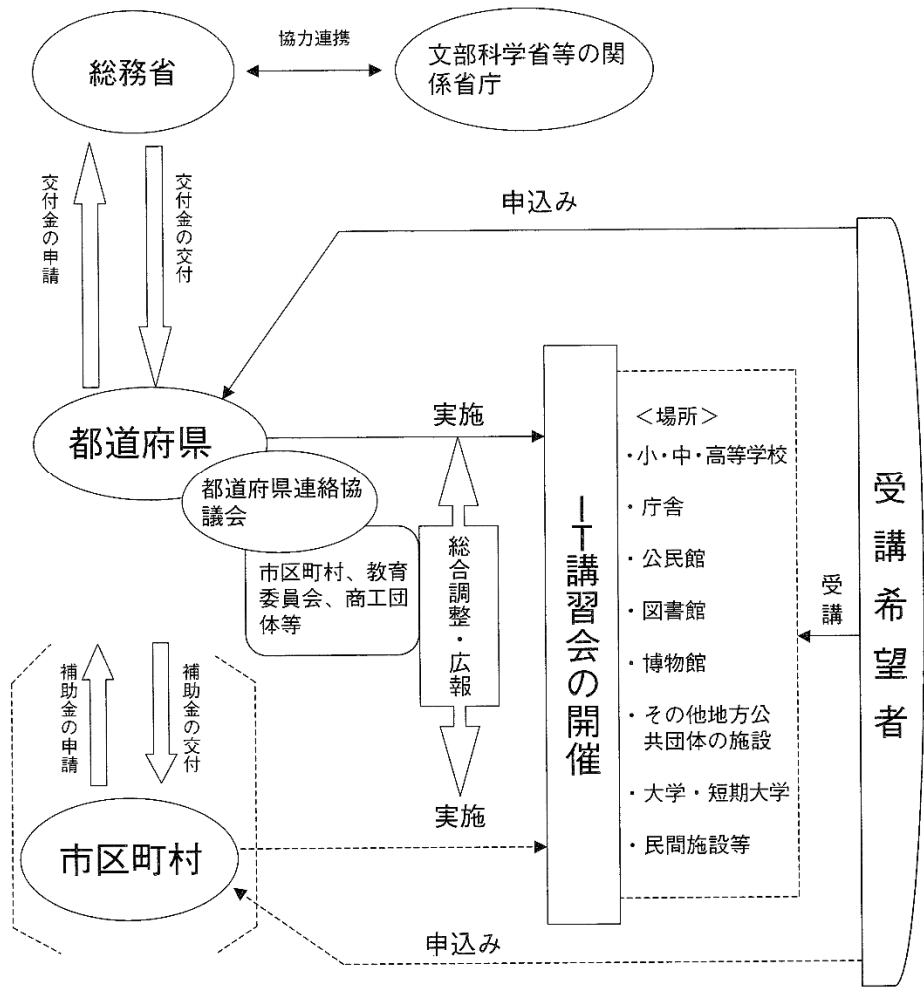 総務省
協力連携
文部科学省等の関
係省庁
交付金の申請
交付金の交付
申込み
都道府県
都道府県連絡協
議会
市区町村、教育
委員会、商工団
体等
実施
総合調整・広報
実施
IT講習会の開催
＜場所＞
・小・中・高等学校
・庁舎
・公民館
・図書館
・博物館
・その他地方公
共団体の施設
・大学・短期大学
・民間施設等
受講
受講希望者
補助金の申請
補助金の交付
市区町村
申込み